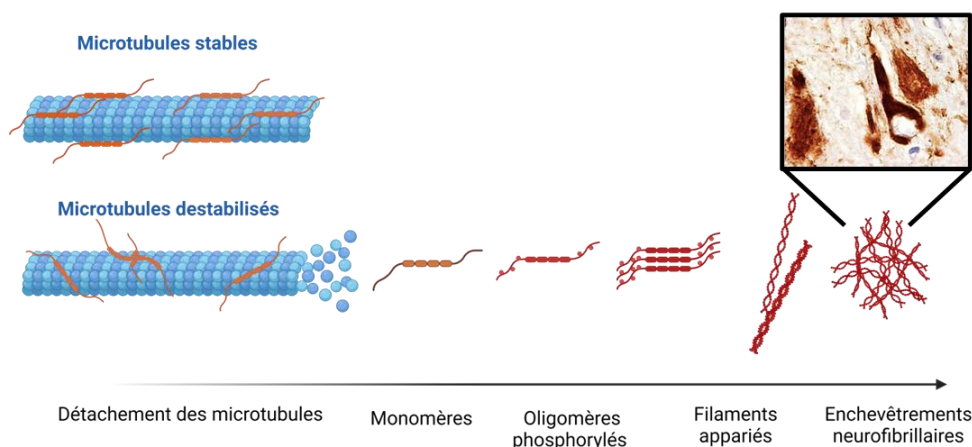 Microtubules stables
Microtubules destabilisés
Détachement des microtubules
Monomères
Oligomères
phosphorylés
Filaments
appariés
Enchevêtrements
neurofibrillaires